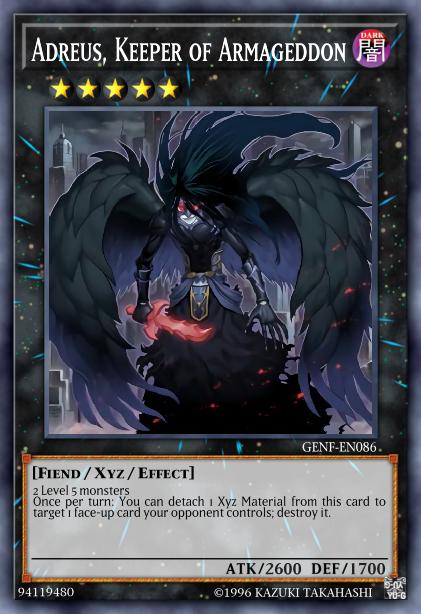 ADREUS, KEEPER OF ARMAGEDDON
DARK
闇
GENF-EN086
[FIEND / XYZ / EFFECT]
2 Level 5 monsters
Once per turn: You can detach 1 Xyz Material from this card to
target 1 face-up card your opponent controls; destroy it.
ATK/2600 DEF/1700
94119480
©1996 KAZUKI TAKAHASHI